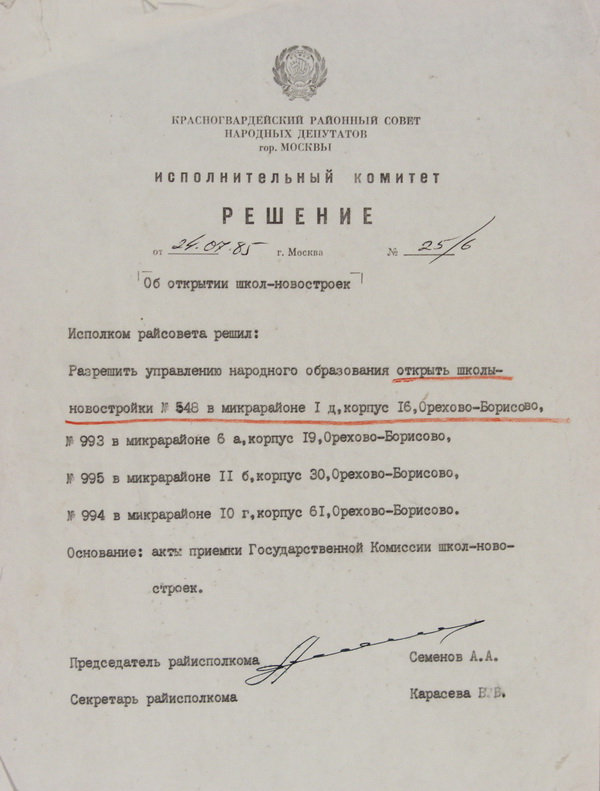 КРАСНОГВАРДЕЙСКИЙ РАЙОННЫЙ СОВЕТ
НАРОДНЫХ ДЕПУТАТОВ
гор. МОСКВЫ
ИСПОЛНИТЕЛЬНЫЙ КОМИТЕТ
РЕШЕНИЕ
от 24.07.85 г. Москва № 25/6
Об открытии школ-новостроек
Исполком райсовета решил:
Разрешить управлению народного образования открыть школы-
новостройки № 548 в микрарайоне I д,корпус I6,Орехово-Борисово,
№ 993 в микрарайоне 6 а,корпус I9,Орехово-Борисово,
№ 995 в микрарайоне II б,корпус 30,Орехово-Борисово,
№ 994 в микрарайоне I0 г,корпус 6I,Орехово-Борисово.
Основание: акты приемки Государственной Комиссии школ-ново-
строек.
Председатель райисполкома Семенов А.А.
Секретарь райисполкома Карасева В.В.